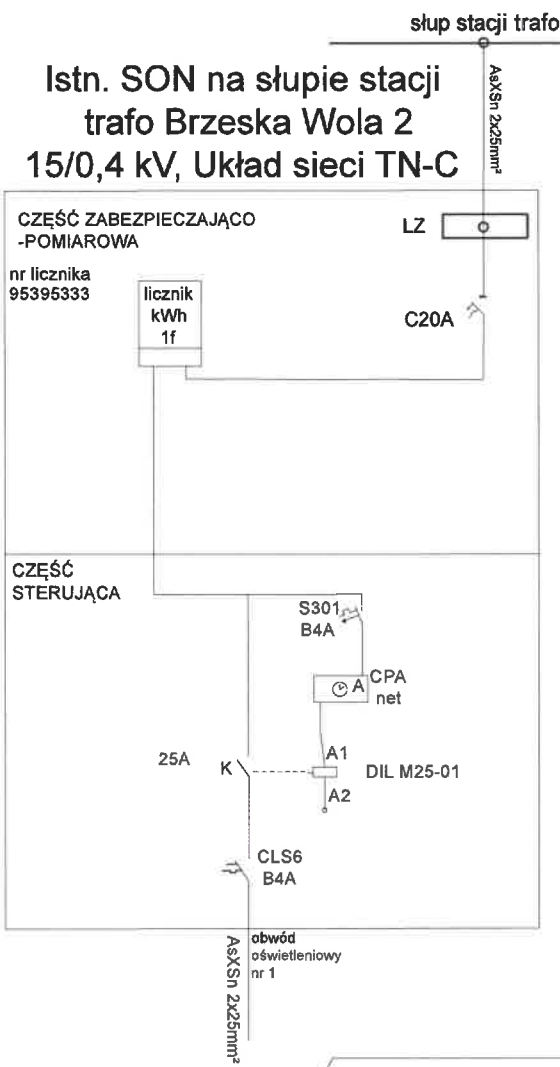 słup stacji trafo
AsXSn 2x25mm²
Istn. SON na słupie stacji
trafo Brzeska Wola 2
15/0,4 kV, Układ sieci TN-C
CZĘŚĆ ZABEZPIECZAJĄCO
-POMIAROWA
LZ
nr licznika
95395333
licznik
kWh
1f
C20A
CZĘŚĆ
STERUJĄCA
S301
B4A
A
CPA
net
25A
K
A1
DIL M25-01
A2
CLS6
B4A
obwód
oświetleniowy
nr 1
AsXSn 2x25mm²